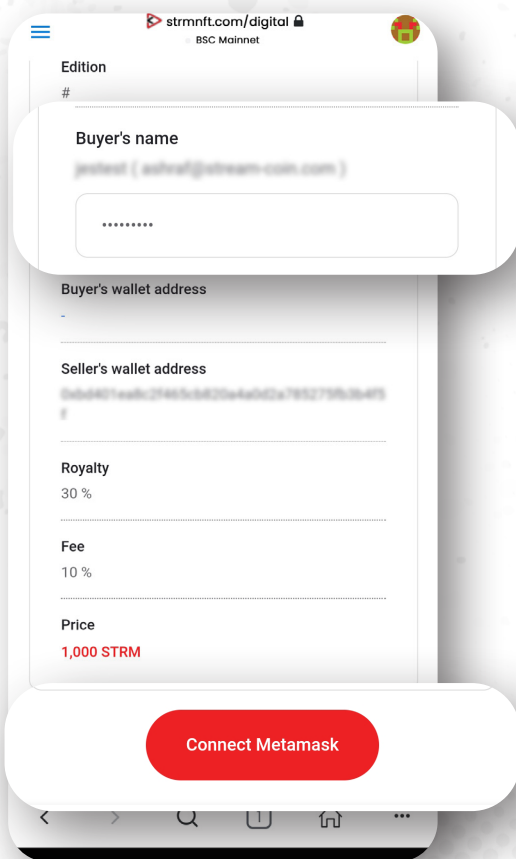 strmnft.com/digital
BSC Mainnet
Edition
#
Buyer's name
•••••••••
Buyer's wallet address
-
Seller's wallet address
Royalty
30 %
Fee
10 %
Price
1,000 STRM
Connect Metamask
1